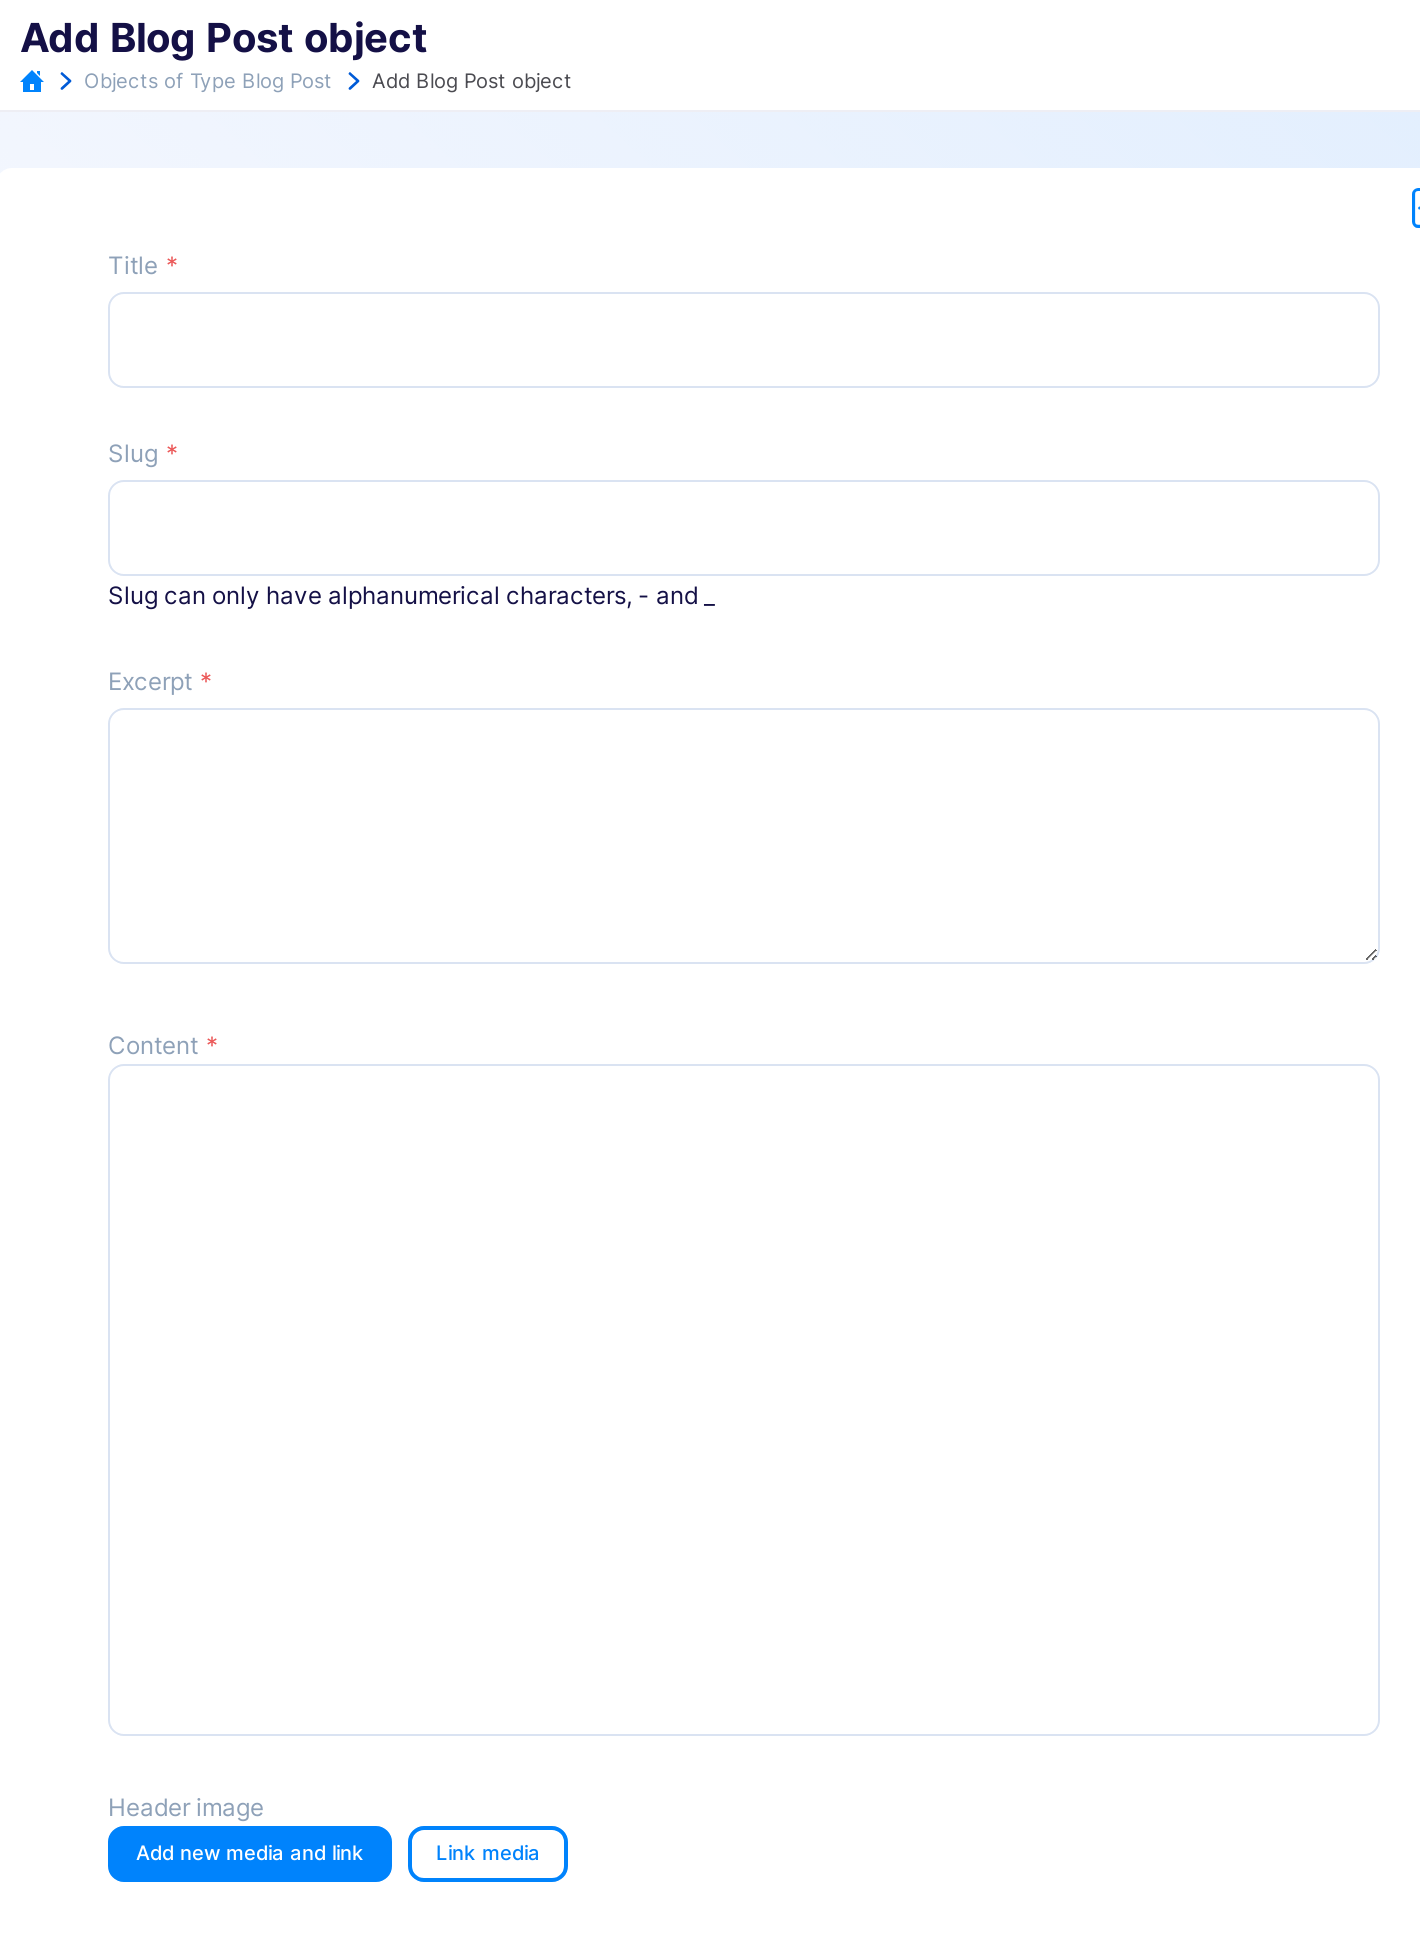 Add Blog Post object
Objects of Type Blog Post Add Blog Post object
Title *
Slug *
Slug can only have alphanumerical characters, - and _
Excerpt *
Content *
Header image
Add new media and link Link media